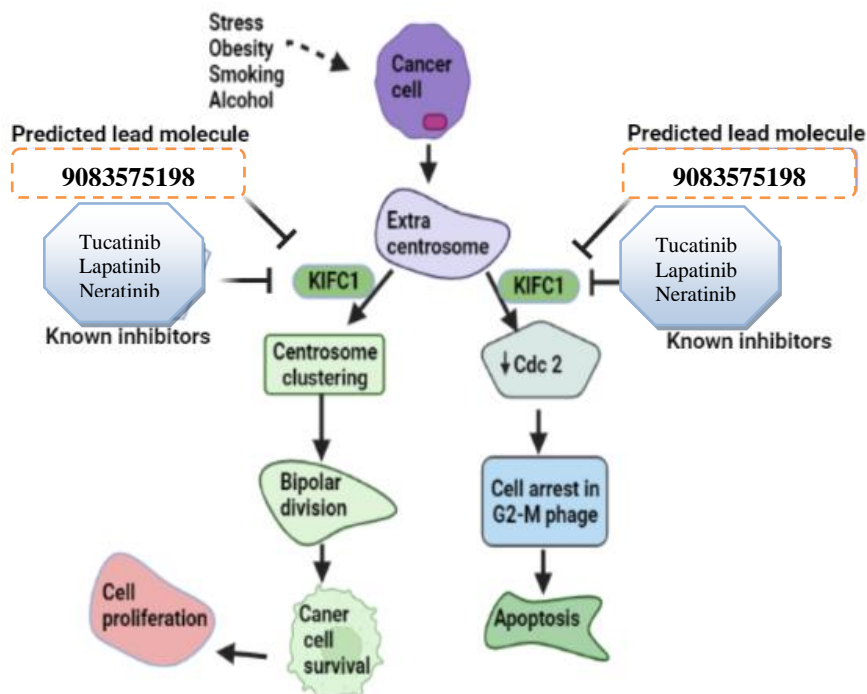 Stress
Obesity
Smoking
Alcohol
Cancer
cell
Predicted lead molecule
9083575198
Predicted lead molecule
9083575198
Tucatinib
Lapatinib
Neratinib
Known inhibitors
Extra
centrosome
Tucatinib
Lapatinib
Neratinib
Known inhibitors
KIFC1
KIFC1
Centrosome
clustering
↓ Cdc 2
Bipolar
division
Cell arrest in
G2-M phage
Cell
proliferation
Caner
cell
survival
Apoptosis